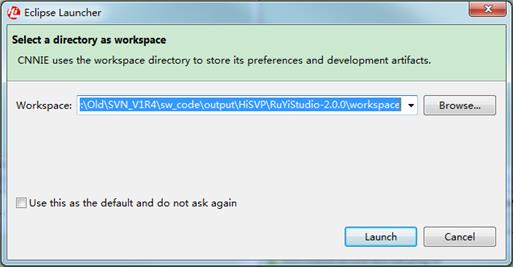 Eclipse Launcher
Select a directory as workspace
CNNIE uses the workspace directory to store its preferences and development artifacts.
Workspace: :\Old\SVN_V1R4\sw_code\output\HiSVP\RuYiStudio-2.0.0\workspace Browse...
Use this as the default and do not ask again
Launch Cancel